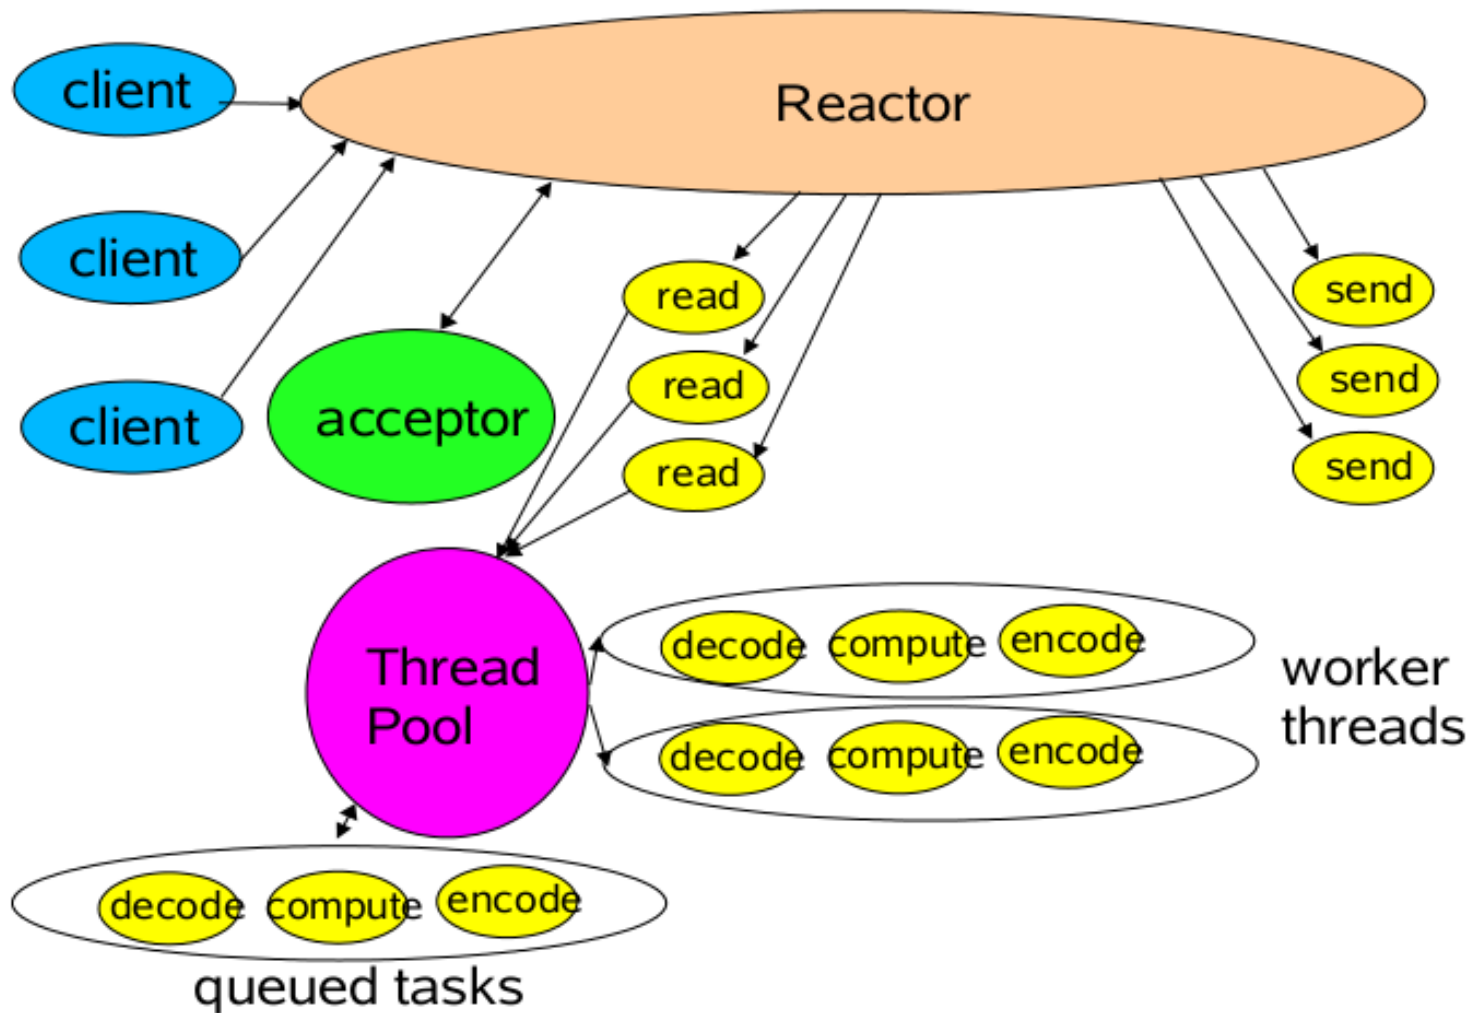 client
Reactor
client
client
acceptor
read
read
read
send
send
send
Thread
Pool
decode
compute
encode
decode
compute
encode
worker
threads
decode
compute
encode
queued tasks